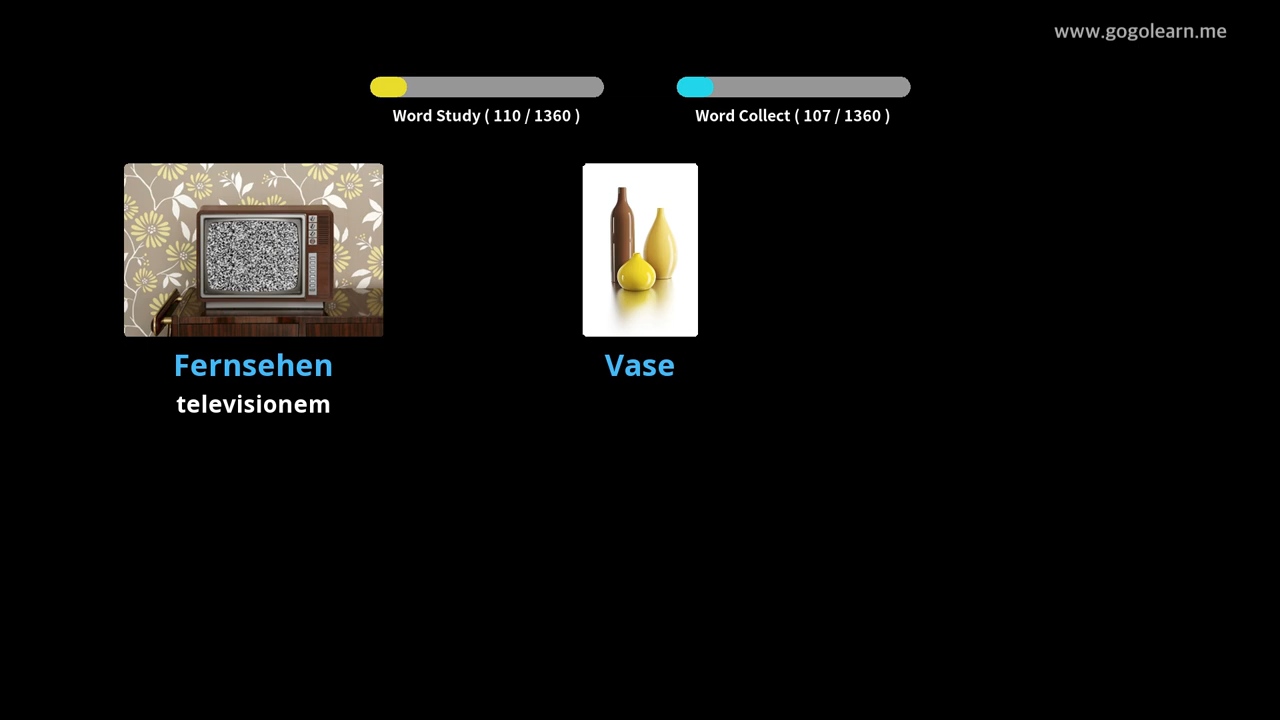 www.gogolearn.me
Word Study ( 110 / 1360 )
Word Collect ( 107 / 1360 )
Fernsehen
televisionem
Vase